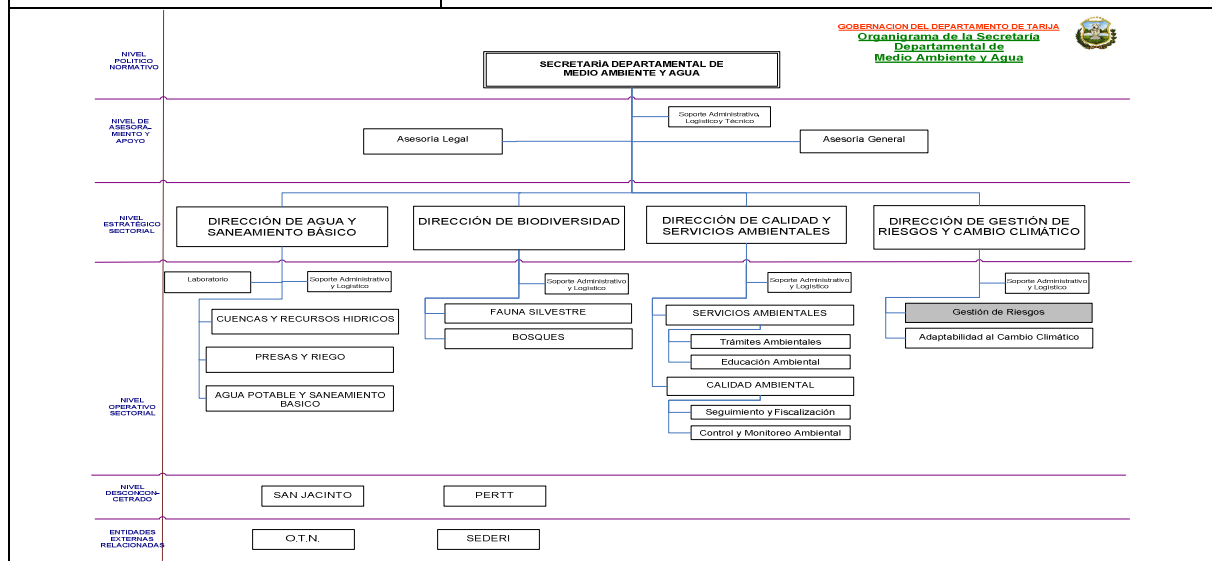 GOBERNACION DEL DEPARTAMENTO DE TARIJA
Organigrama de la Secretaría
Departamental de
Medio Ambiente y Agua
NIVEL
POLITICO
NORMATIVO
SECRETARÍA DEPARTAMENTAL DE
MEDIO AMBIENTE Y AGUA
NIVEL DE
ASESORA-
MIENTO Y
APOYO
Soporte Administrativo,
Logístico y Técnico
Asesoría Legal
Asesoría General
NIVEL
ESTRATÉGICO
SECTORIAL
DIRECCIÓN DE AGUA Y
SANEAMIENTO BÁSICO
DIRECCIÓN DE BIODIVERSIDAD
DIRECCIÓN DE CALIDAD Y
SERVICIOS AMBIENTALES
DIRECCIÓN DE GESTIÓN DE
RIESGOS Y CAMBIO CLIMÁTICO
Laboratorio
Soporte Administrativo
y Logístico
Soporte Administrativo
y Logístico
Soporte Administrativo
y Logístico
Soporte Administrativo
y Logístico
CUENCAS Y RECURSOS HIDRICOS
PRESAS Y RIEGO
AGUA POTABLE Y SANEAMIENTO
BASICO
FAUNA SILVESTRE
BOSQUES
SERVICIOS AMBIENTALES
Trámites Ambientales
Educación Ambiental
CALIDAD AMBIENTAL
Seguimiento y Fiscalización
Control y Monitoreo Ambiental
Gestión de Riesgos
Adaptabilidad al Cambio Climático
NIVEL
OPERATIVO
SECTORIAL
NIVEL
DESCONCON-
CETRADO
SAN JACINTO
PERTT
ENTIDADES
EXTERNAS
RELACIONADAS
O.T.N.
SEDERI